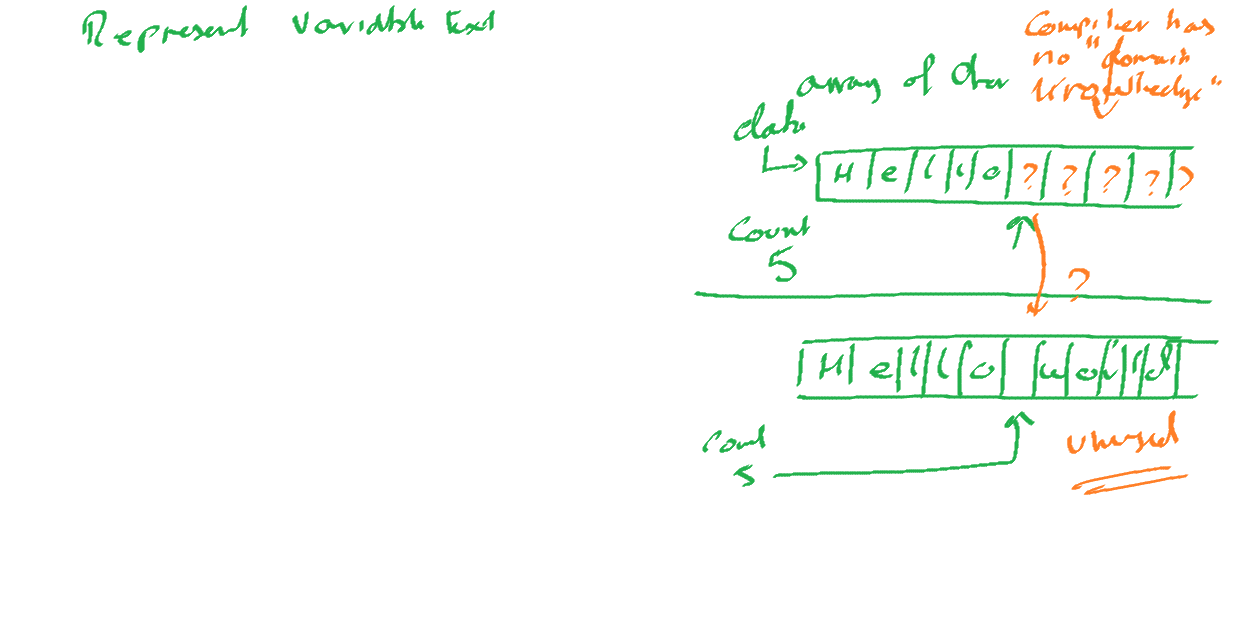 Represent variable text
Compiler has
no "domain
knowledge"
array of char
data
H e l l o ? ? ? ? ?
Count
5
?
H e l l o w o r l d
Count
5
unused